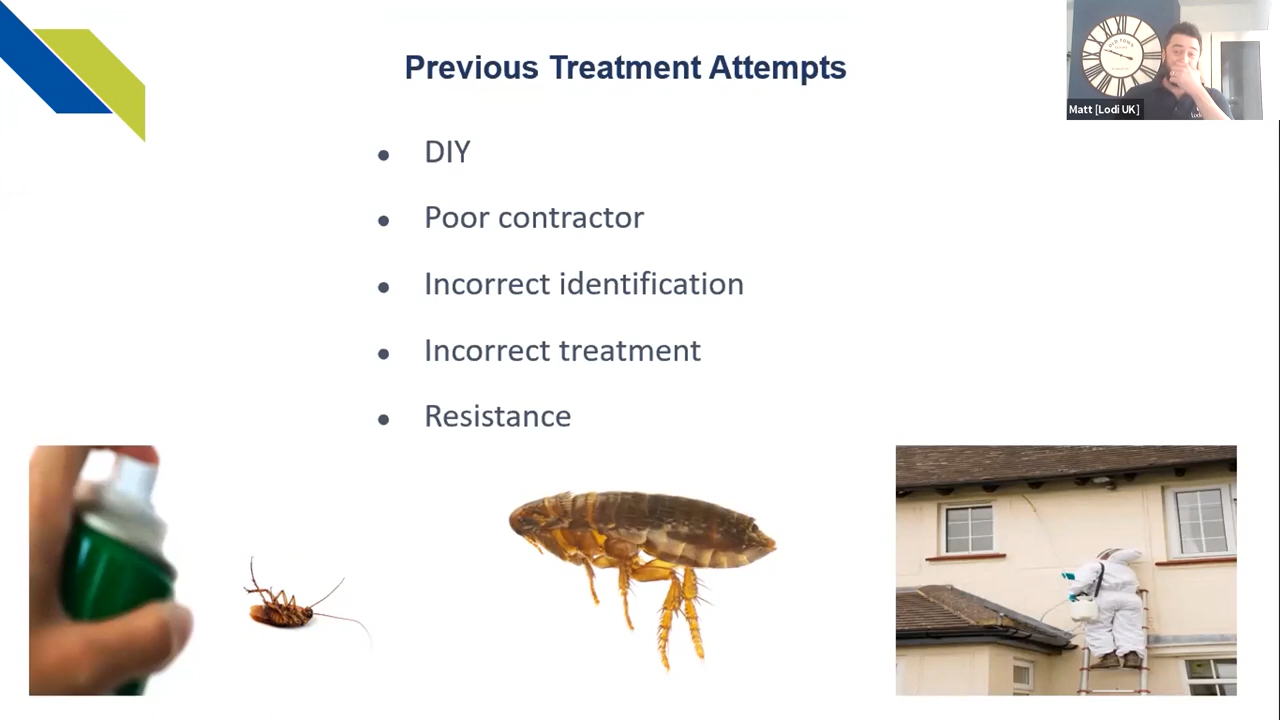 Previous Treatment Attempts
Matt [Lodi UK]
• DIY
• Poor contractor
• Incorrect identification
• Incorrect treatment
• Resistance